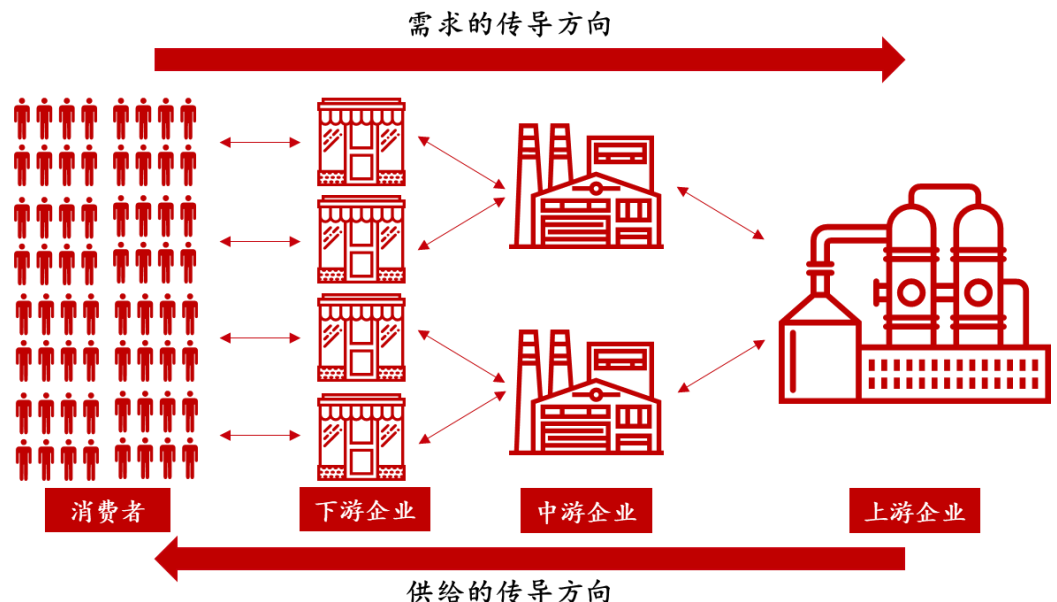 需求的传导方向
消费者
下游企业
中游企业
上游企业
供给的传导方向